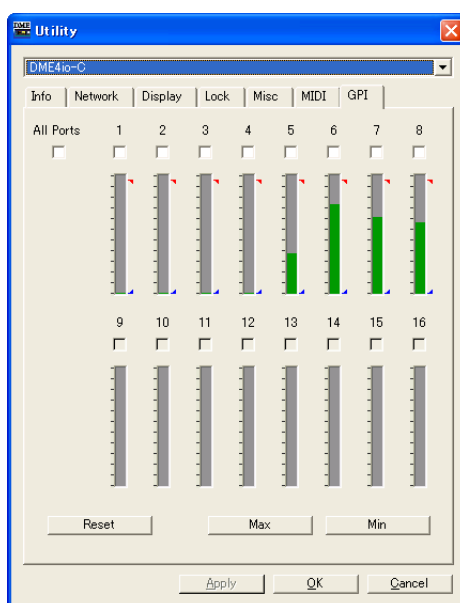 DME Utility
DME4io-C
Info Network Display Lock Misc MIDI GPI
All Ports 1 2 3 4 5 6 7 8
9 10 11 12 13 14 15 16
Reset Max Min
Apply OK Cancel